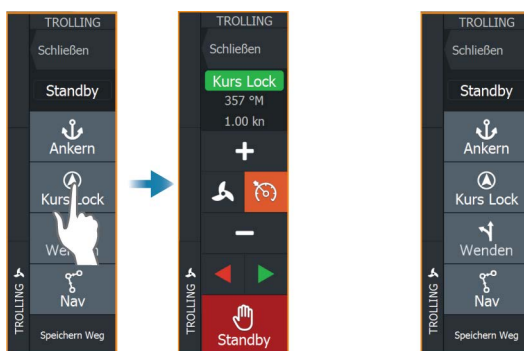 TROLLING
Schließen
Standby
Ankern
Kurs Lock
Nav
Speichern Weg
TROLLING
TROLLING
Schließen
Kurs Lock
357 °M
1.00 kn
Standby
TROLLING
TROLLING
Schließen
Standby
Ankern
Kurs Lock
Wenden
Nav
Speichern Weg
TROLLING